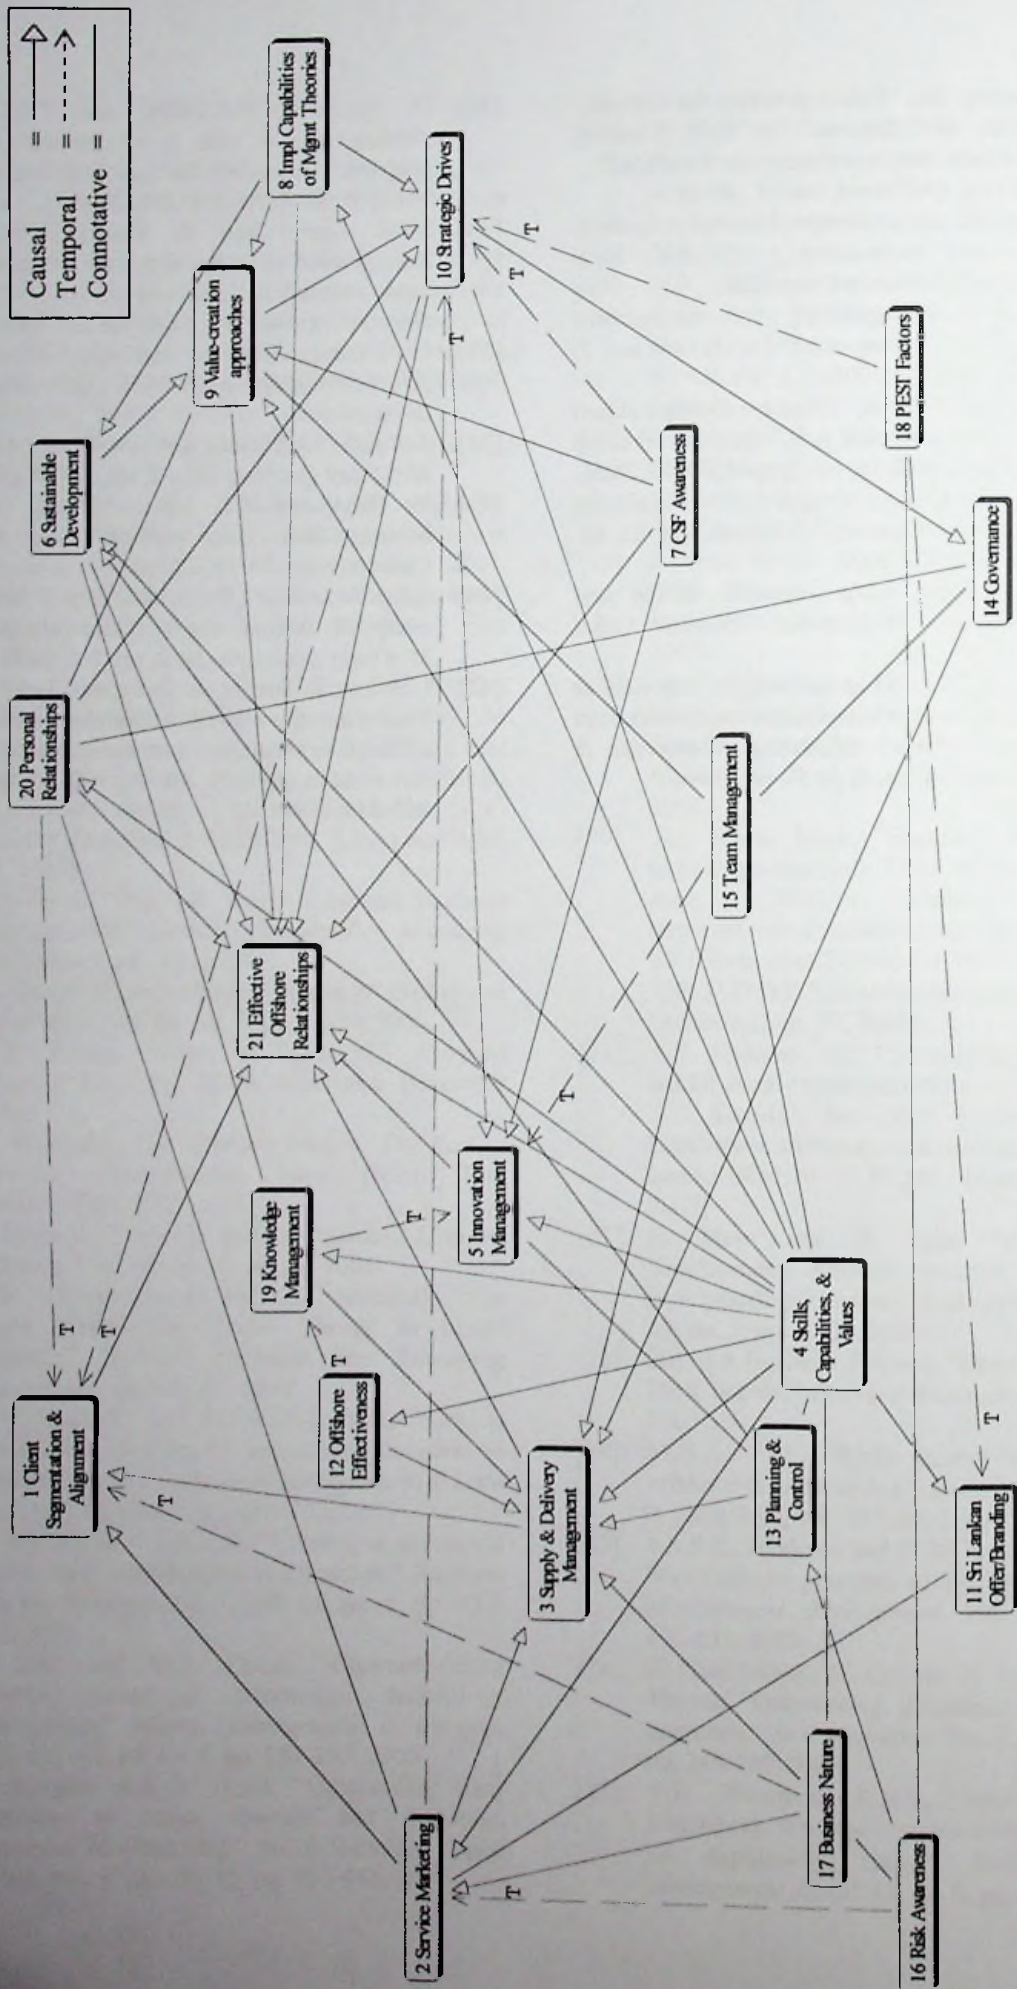 Causal =
Temporal =
Connotative =
8 Impl Capabilities
of Mgmt Theories
10 Strategic Drives
9 Value-creation
approaches
6 Sustainable
Development
T
T
T
18 PEST Factors
7 CSF Awareness
14 Governance
20 Personal
Relationships
15 Team Management
21 Effective
Offshore
Relationships
T
5 Innovation
Management
19 Knowledge
Management
T
T
T
1 Client
Segmentation &
Alignment
T
12 Offshore
Effectiveness
T
4 Skills,
Capabilities, &
Values
3 Supply & Delivery
Management
13 Planning &
Control
T
11 Sri Lankan
Offer/Branding
2 Service Marketing
T
17 Business Nature
16 Risk Awareness